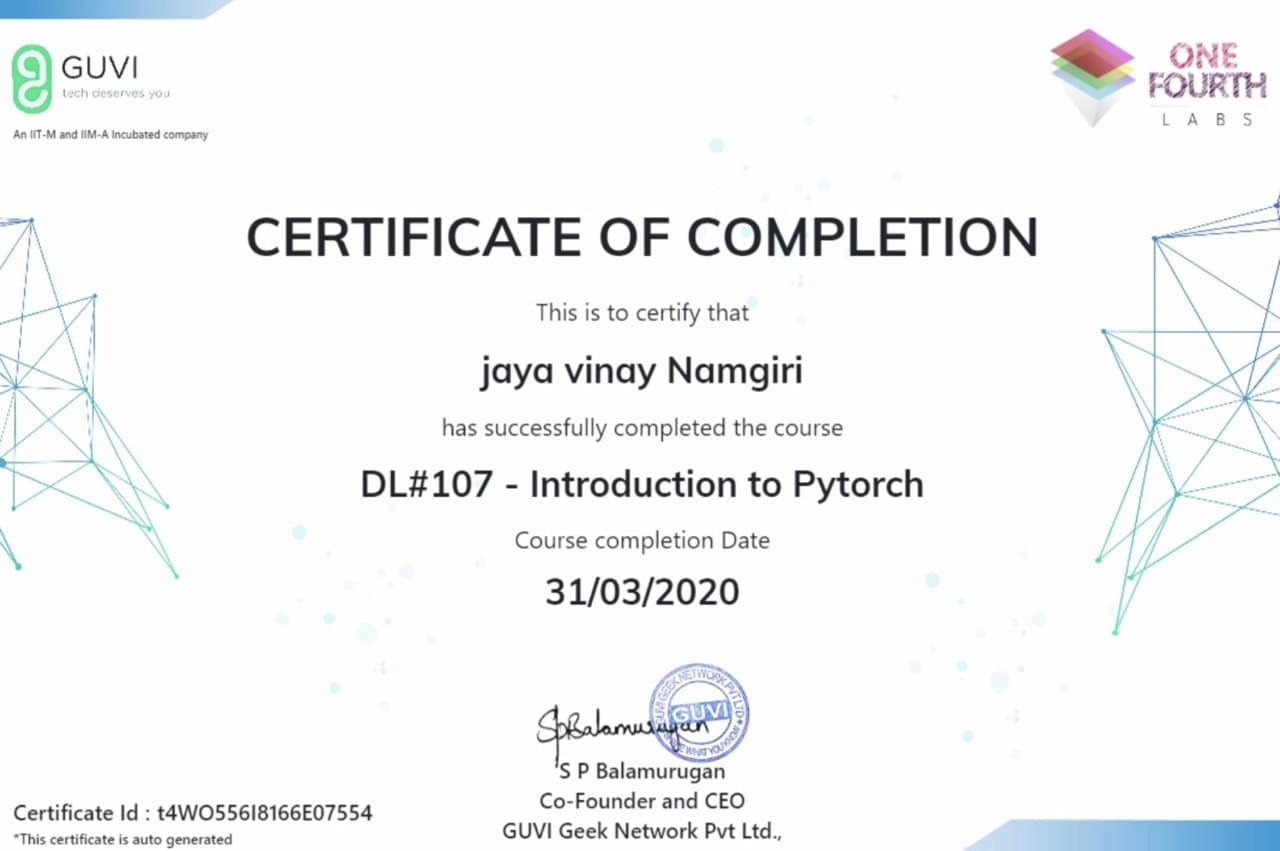 GUVI
tech deserves you
An IIT-M and IIM-A Incubated company
ONE
FOURTH
LABS
CERTIFICATE OF COMPLETION
This is to certify that
jaya vinay Namgiri
has successfully completed the course
DL#107 - Introduction to Pytorch
Course completion Date
31/03/2020
SpBalamurugan
GUVI GEEK NETWORK PVT LTD
GUVI
WHAT YOU KNOW
S P Balamurugan
Co-Founder and CEO
GUVI Geek Network Pvt Ltd.,
Certificate Id : t4WO556I8166E07554
*This certificate is auto generated